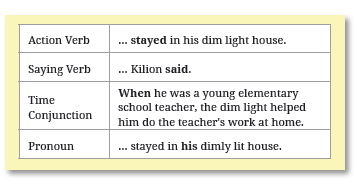 Action Verb ... stayed in his dim light house.
Saying Verb ... Kilion said.
Time Conjunction When he was a young elementary
school teacher, the dim light helped
him do the teacher's work at home.
Pronoun ... stayed in his dimly lit house.